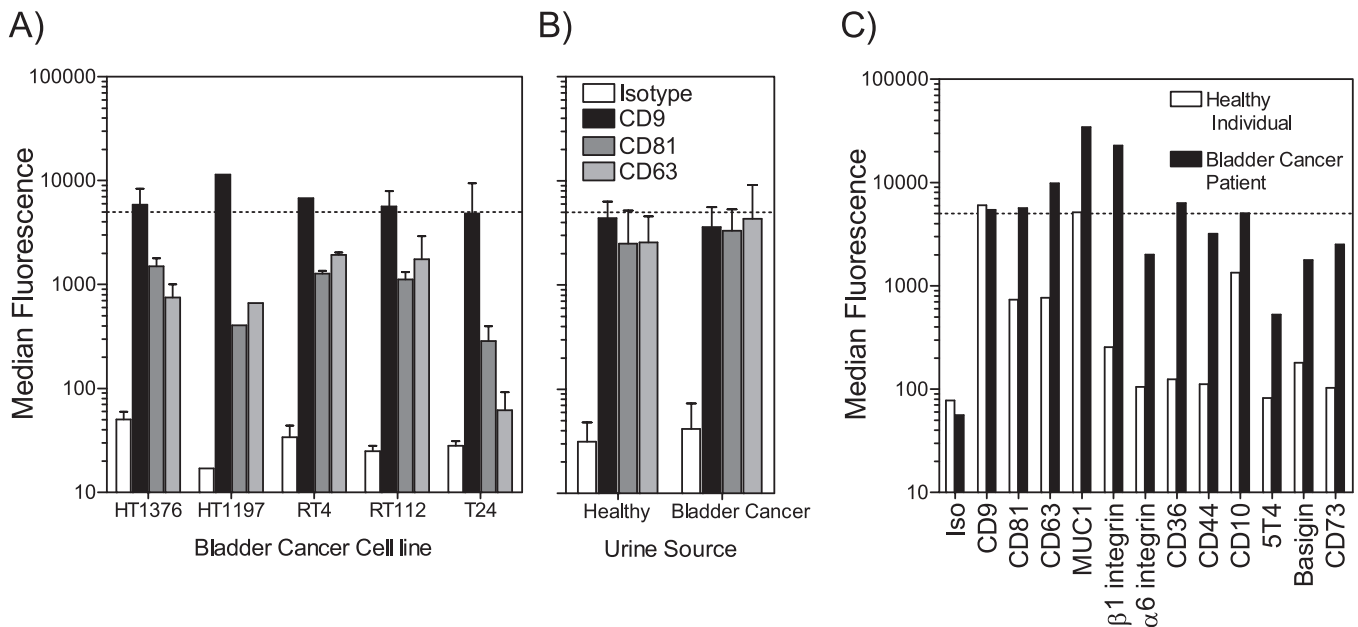 A)
Median Fluorescence
100000
10000
1000
100
10
HT1376 HT1197 RT4 RT112 T24
Bladder Cancer Cell line
B)
Isotype
CD9
CD81
CD63
Healthy Bladder Cancer
Urine Source
C)
Median Fluorescence
100000
10000
1000
100
10
Healthy
Individual
Bladder Cancer
Patient
Iso
CD9
CD81
CD63
MUC1
β1 integrin
α6 integrin
CD36
CD44
CD10
5T4
Basigin
CD73